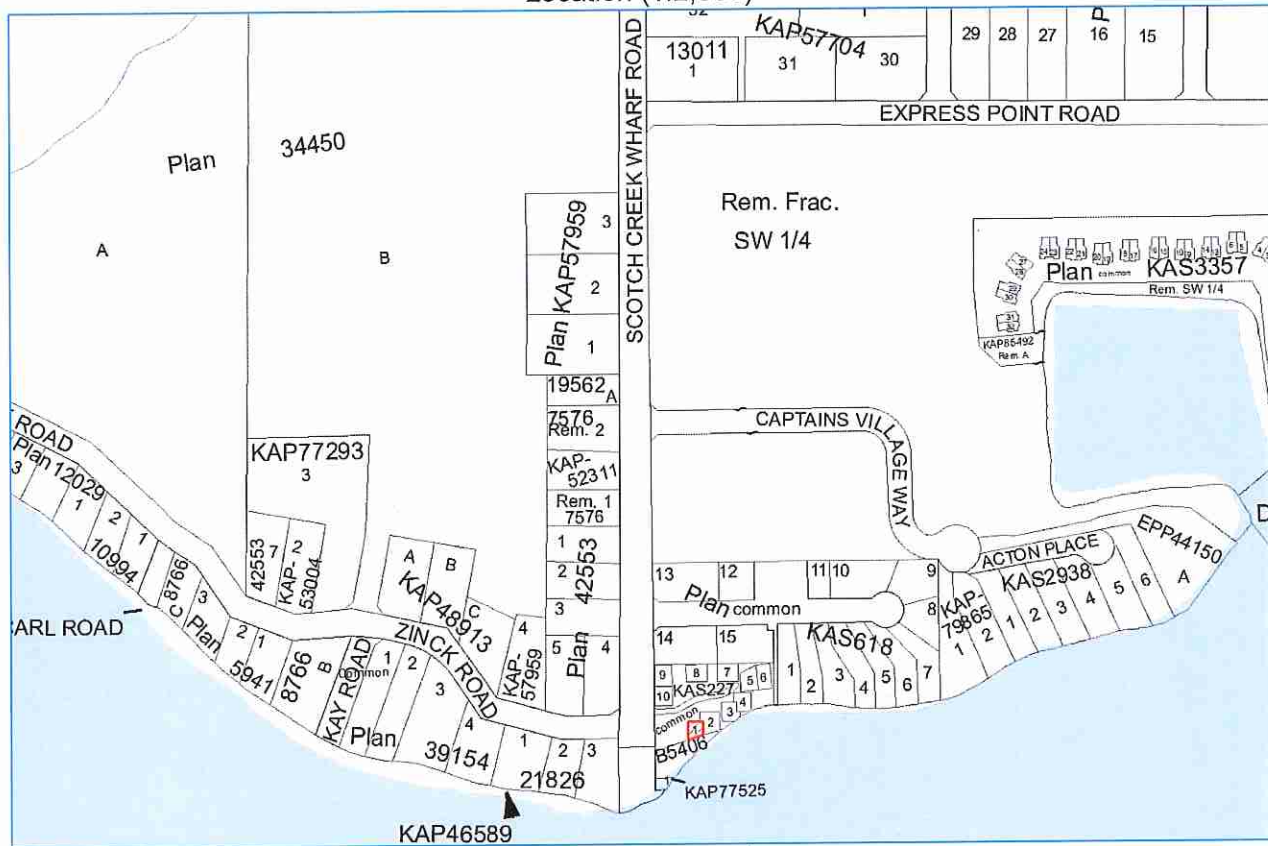 32
KAP57704
13011
1
31
30
29
28
27
P
16
15
EXPRESS POINT ROAD
SCOTCH CREEK WHARF ROAD
Plan
34450
A
B
Plan KAP57959
3
2
1
Rem. Frac.
SW 1/4
Plan common KAS3357
Rem. SW 1/4
KAP85492
Rem. A
19562
A
7576
Rem. 2
KAP-
52311
Rem. 1
7576
CAPTAINS VILLAGE WAY
ROAD
Plan 12029
3
1
2
1
10994
KAP77293
3
42553
7
KAP-
53004
2
A
B
C
KAP48913
1
2
3
42553
5
4
Plan
4
KAP-
57959
ZINCK ROAD
ARL ROAD
C
8766
3
Plan
2
1
5941
8766
B
KAY ROAD
common
1
2
3
4
Plan
39154
1
2
3
21826
KAP46589
13
12
11
10
9
8
Plan common
14
15
KAS618
1
2
3
4
5
6
7
9
8
7
5
6
10
KAS227
4
3
2
1
common
B5406
KAP77525
KAP-
79865
1
2
ACTON PLACE
KAS2938
1
2
3
4
5
6
A
EPP44150
D